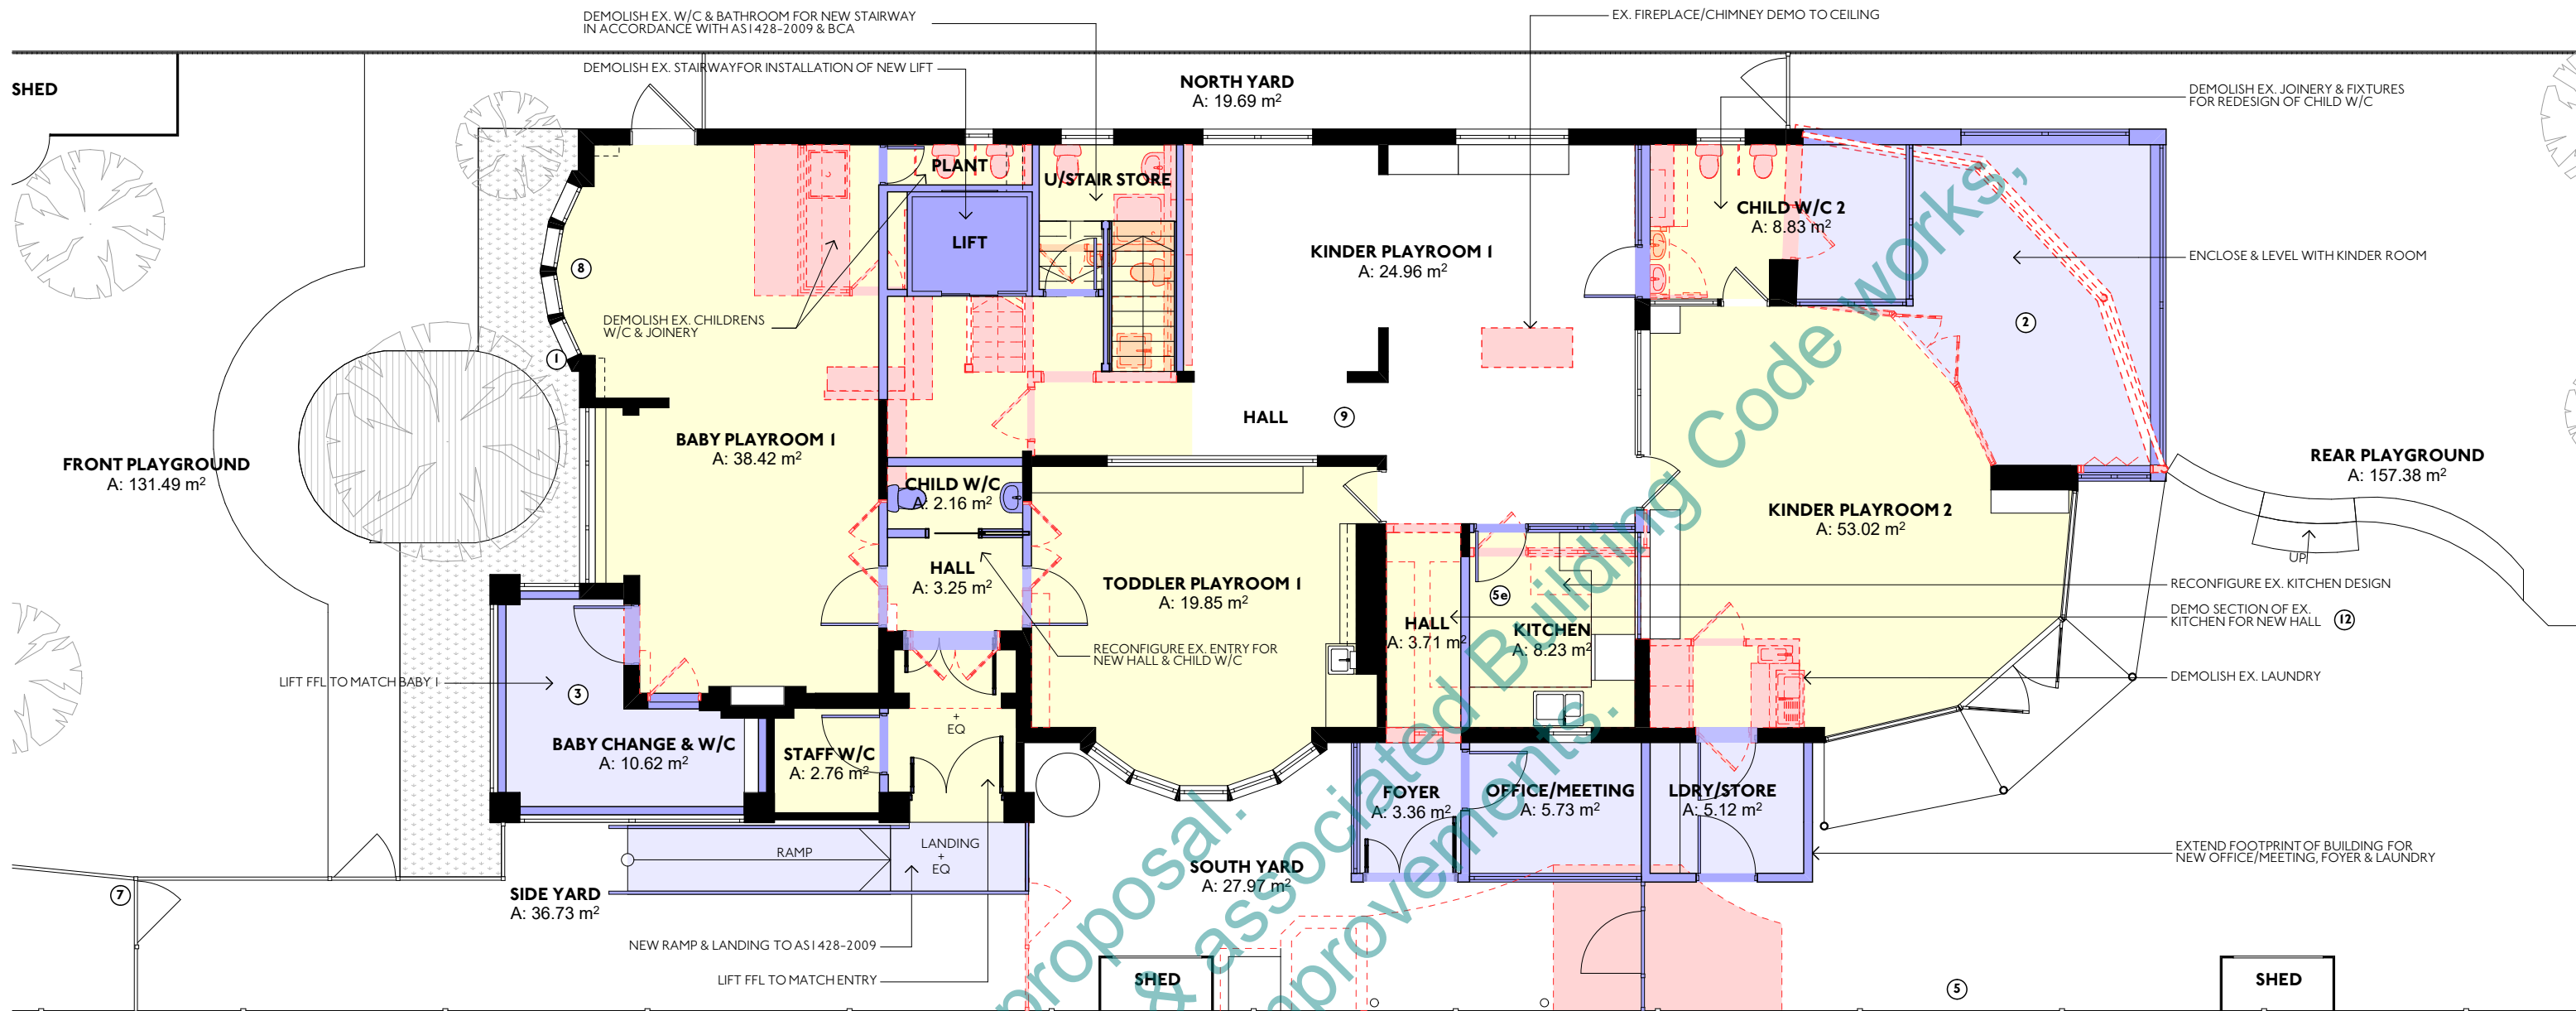 DEMOLISH EX. W/C & BATHROOM FOR NEW STAIRWAY
IN ACCORDANCE WITH AS1428-2009 & BCA
EX. FIREPLACE/CHIMNEY DEMO TO CEILING
DEMOLISH EX. STAIRWAYFOR INSTALLATION OF NEW LIFT
SHED
NORTH YARD
A: 19.69 m²
DEMOLISH EX. JOINERY & FIXTURES
FOR REDESIGN OF CHILD W/C
PLANT
U/STAIR STORE
LIFT
KINDER PLAYROOM 1
A: 24.96 m²
CHILD W/C 2
A: 8.83 m²
ENCLOSE & LEVEL WITH KINDER ROOM
8
2
DEMOLISH EX. CHILDRENS
W/C & JOINERY
1
HALL
9
BABY PLAYROOM 1
A: 38.42 m²
FRONT PLAYGROUND
A: 131.49 m²
REAR PLAYGROUND
A: 157.38 m²
CHILD W/C
A: 2.16 m²
KINDER PLAYROOM 2
A: 53.02 m²
UP
HALL
A: 3.25 m²
TODDLER PLAYROOM 1
A: 19.85 m²
5e
RECONFIGURE EX. KITCHEN DESIGN
DEMO SECTION OF EX.
KITCHEN FOR NEW HALL
12
HALL
A: 3.71 m²
KITCHEN
A: 8.23 m²
RECONFIGURE EX. ENTRY FOR
NEW HALL & CHILD W/C
LIFT FFL TO MATCH BABY 1
3
DEMOLISH EX. LAUNDRY
+
EQ
BABY CHANGE & W/C
A: 10.62 m²
STAFF W/C
A: 2.76 m²
FOYER
A: 3.36 m²
OFFICE/MEETING
A: 5.73 m²
LDRY/STORE
A: 5.12 m²
RAMP
LANDING
+
EQ
EXTEND FOOTPRINT OF BUILDING FOR
NEW OFFICE/MEETING, FOYER & LAUNDRY
SOUTH YARD
A: 27.97 m²
7
SIDE YARD
A: 36.73 m²
NEW RAMP & LANDING TO AS1428-2009
LIFT FFL TO MATCH ENTRY
SHED
5
SHED
proposal.
& associated Building Code works,
improvements.